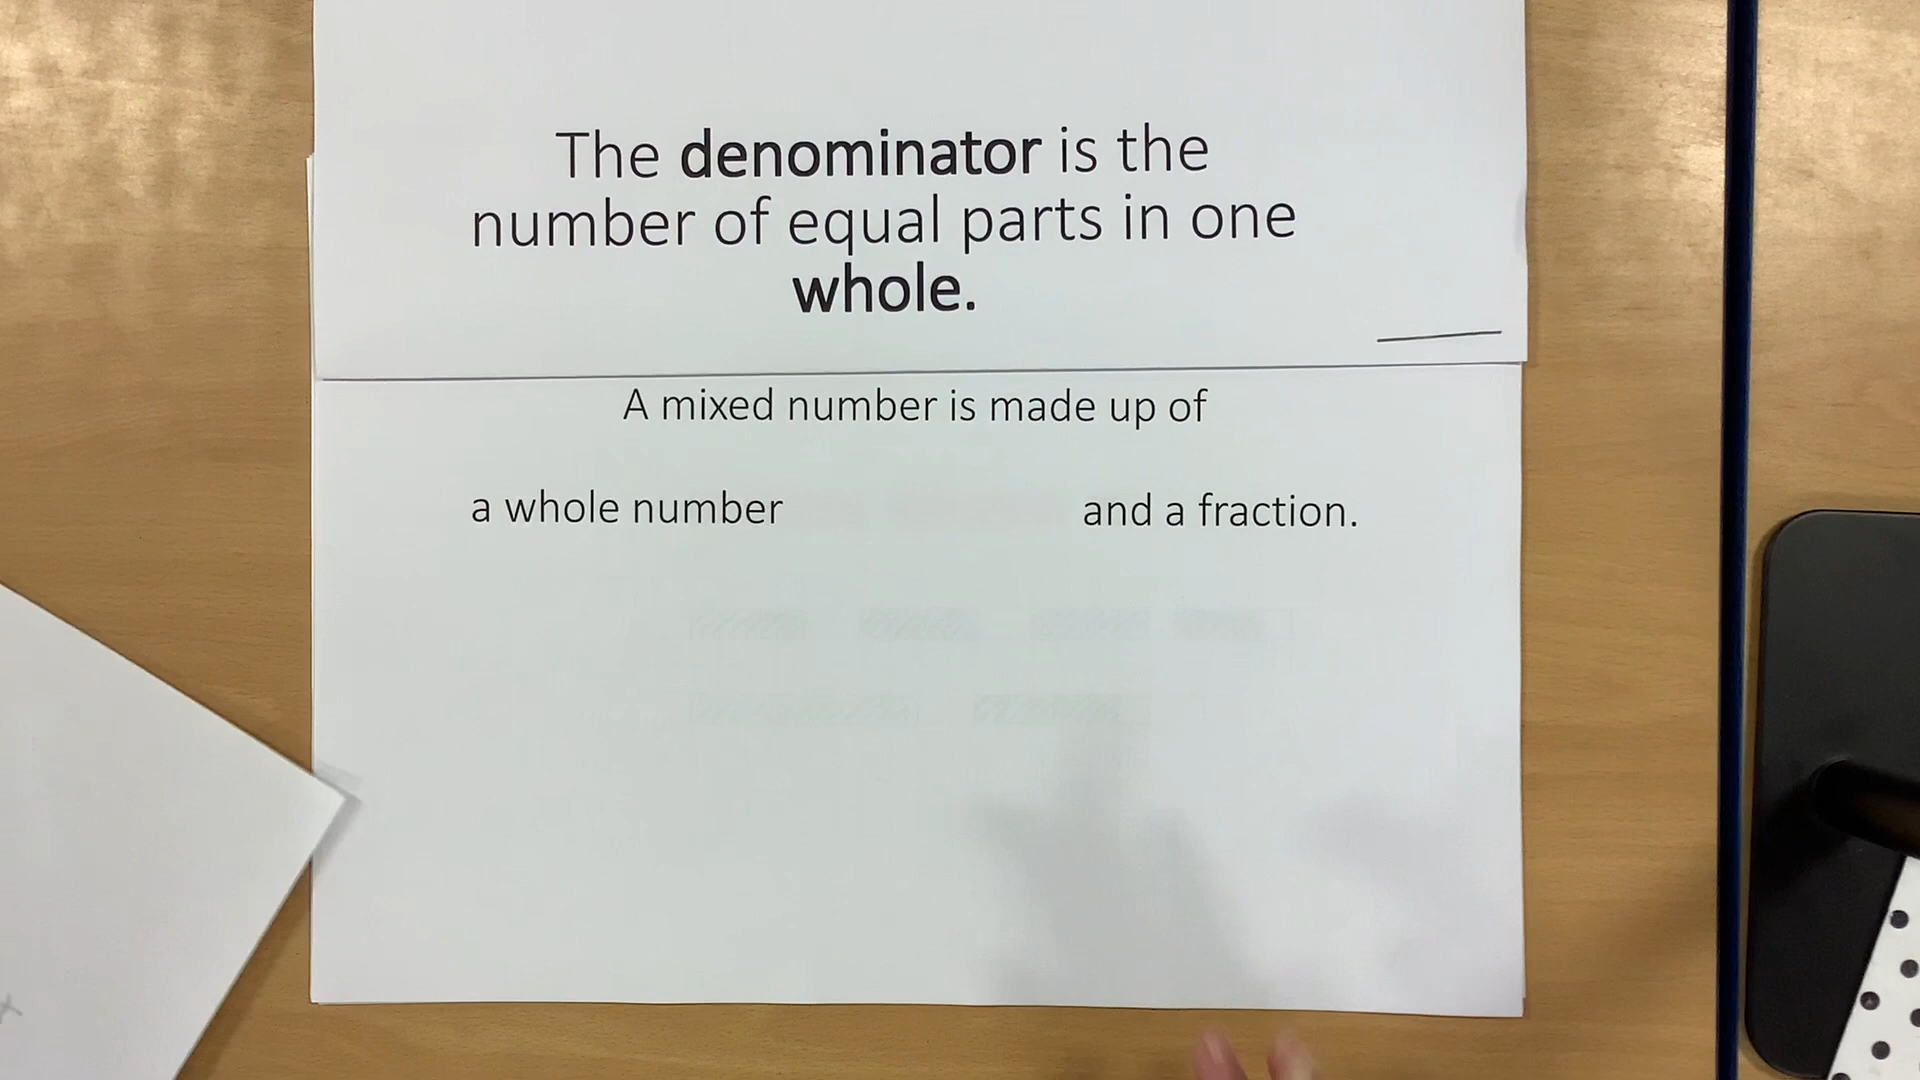 The denominator is the
number of equal parts in one
whole.
A mixed number is made up of
a whole number and a fraction.